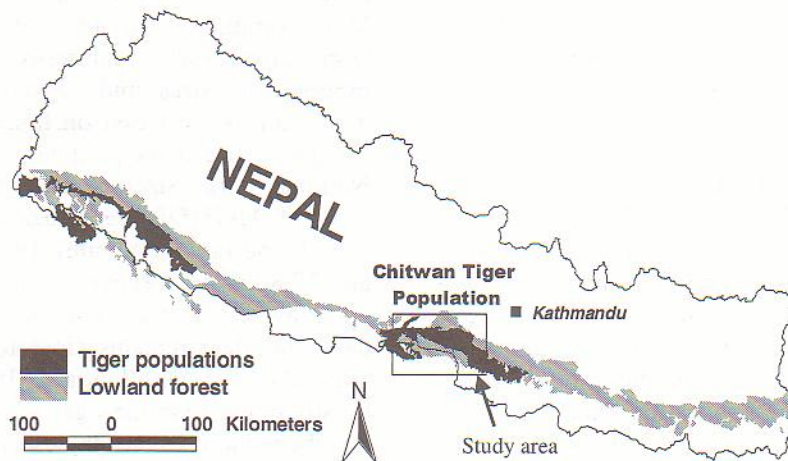 NEPAL
Chitwan Tiger
Population
Kathmandu
Tiger populations
Lowland forest
100 0 100 Kilometers
N
Study area